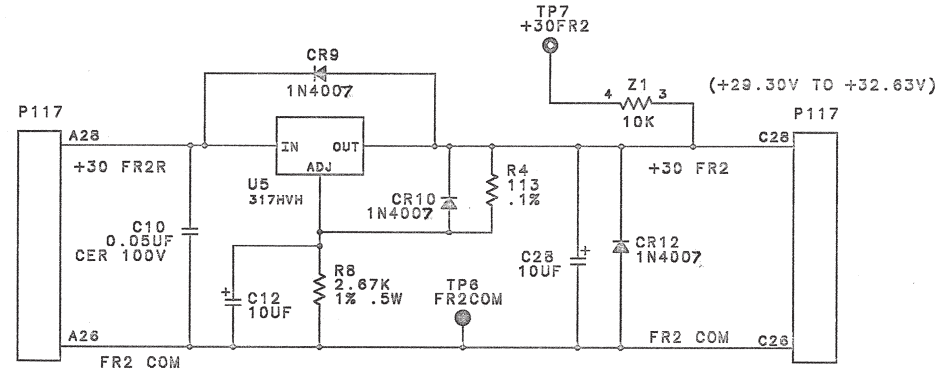 TP7
+30FR2
CR9
1N4007
Z1
4
3
10K
(+29.30V TO +32.63V)
P117
P117
A28
C28
IN
OUT
ADJ
+30 FR2R
+30 FR2
U5
317HVH
CR10
1N4007
R4
113
.1%
C10
0.05UF
CER 100V
C28
10UF
CR12
1N4007
R8
2.67K
1% .5W
C12
10UF
TP6
FR2COM
A26
FR2 COM
FR2 COM
C26
+
+